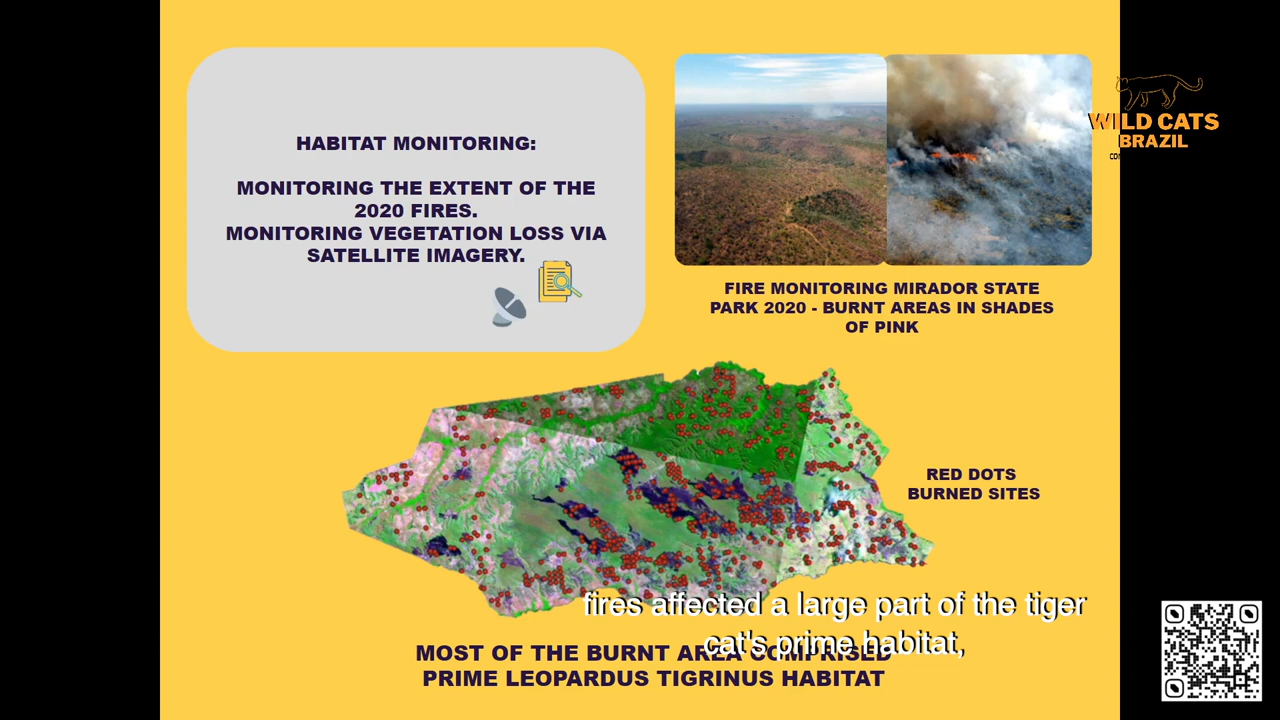 HABITAT MONITORING:
MONITORING THE EXTENT OF THE
2020 FIRES.
MONITORING VEGETATION LOSS VIA
SATELLITE IMAGERY.
WILD CATS
BRAZIL
FIRE MONITORING MIRADOR STATE
PARK 2020 - BURNT AREAS IN SHADES
OF PINK
RED DOTS
BURNED SITES
fires affected a large part of the tiger
cat's prime habitat,
MOST OF THE BURNT AREA COMPRISED
PRIME LEOPARDUS TIGRINUS HABITAT